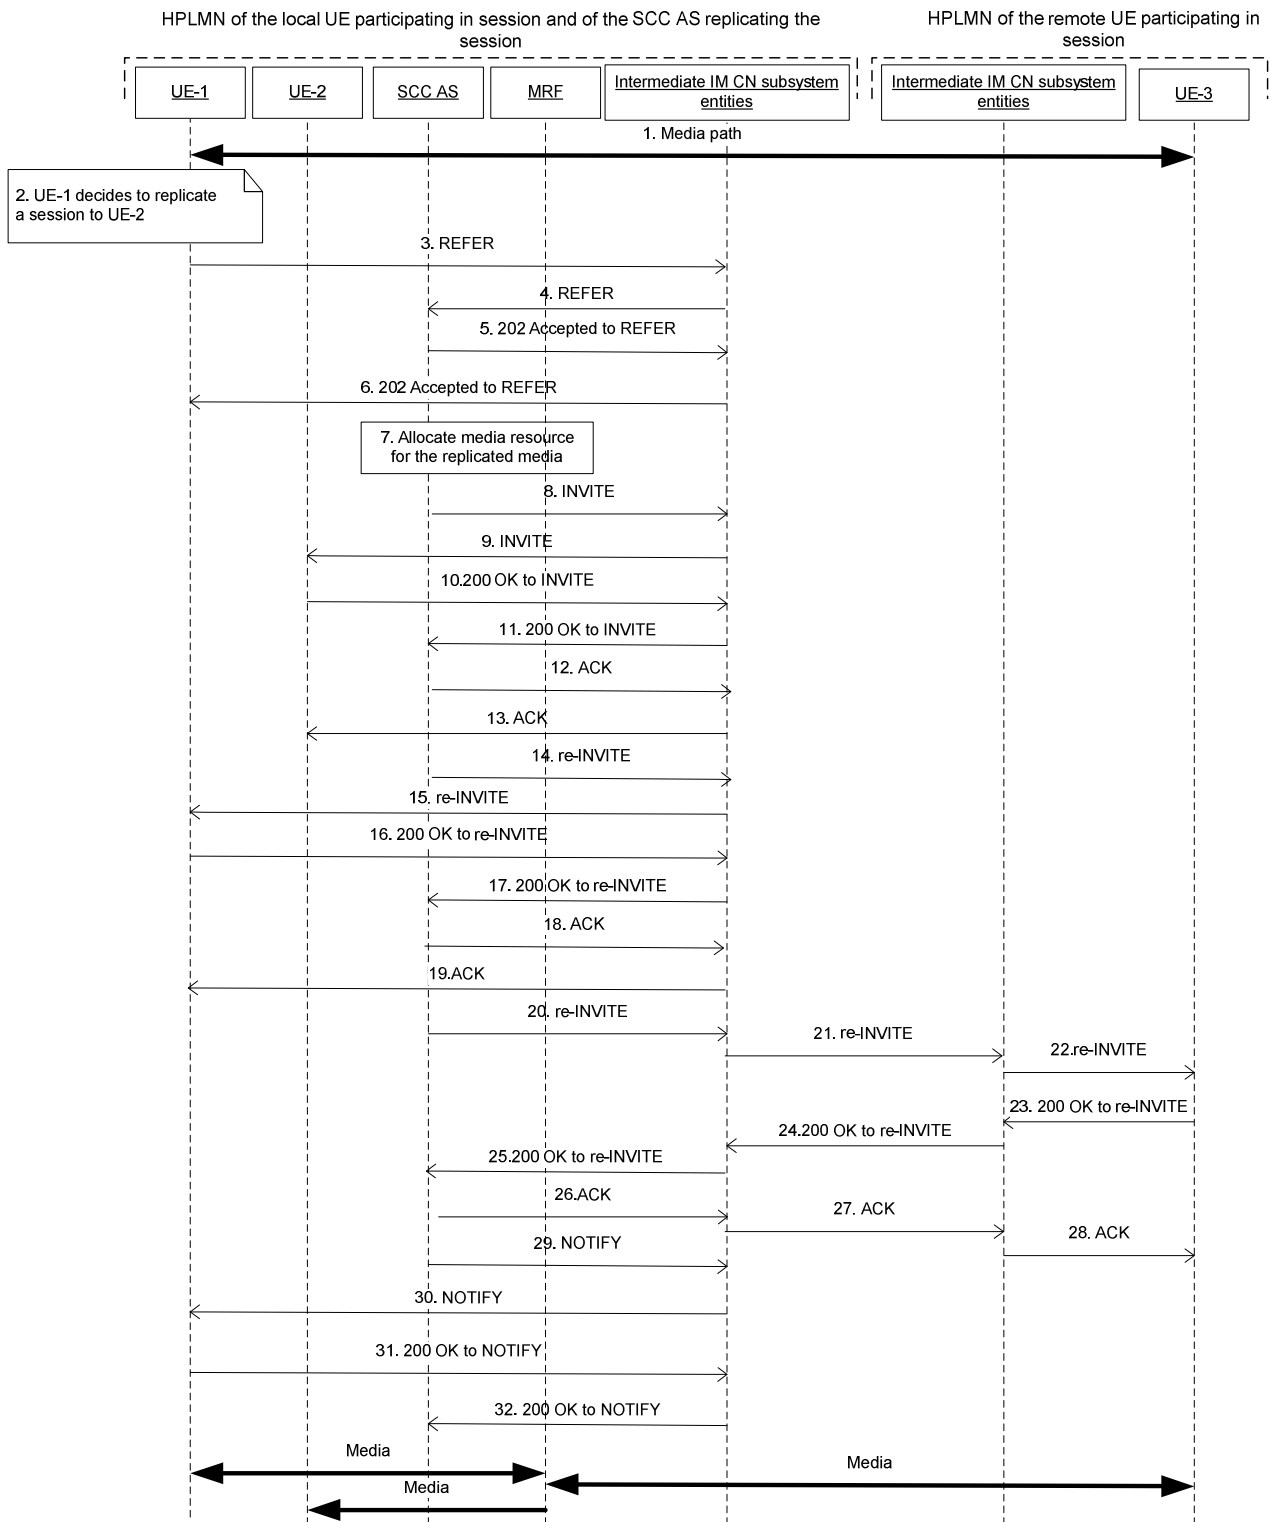 HPLMN of the local UE participating in session and of the SCC AS replicating the
session
HPLMN of the remote UE participating in
session
UE-1
UE-2
SCC AS
MRF
Intermediate IM CN subsystem
entities
Intermediate IM CN subsystem
entities
UE-3
1. Media path
2. UE-1 decides to replicate
a session to UE-2
3. REFER
4. REFER
5. 202 Accepted to REFER
6. 202 Accepted to REFER
7. Allocate media resource
for the replicated media
8. INVITE
9. INVITE
10.200 OK to INVITE
11. 200 OK to INVITE
12. ACK
13. ACK
14. re-INVITE
15. re-INVITE
16. 200 OK to re-INVITE
17. 200 OK to re-INVITE
18. ACK
19.ACK
20. re-INVITE
21. re-INVITE
22.re-INVITE
23. 200 OK to re-INVITE
24.200 OK to re-INVITE
25.200 OK to re-INVITE
26.ACK
27. ACK
28. ACK
29. NOTIFY
30. NOTIFY
31. 200 OK to NOTIFY
32. 200 OK to NOTIFY
Media
Media
Media